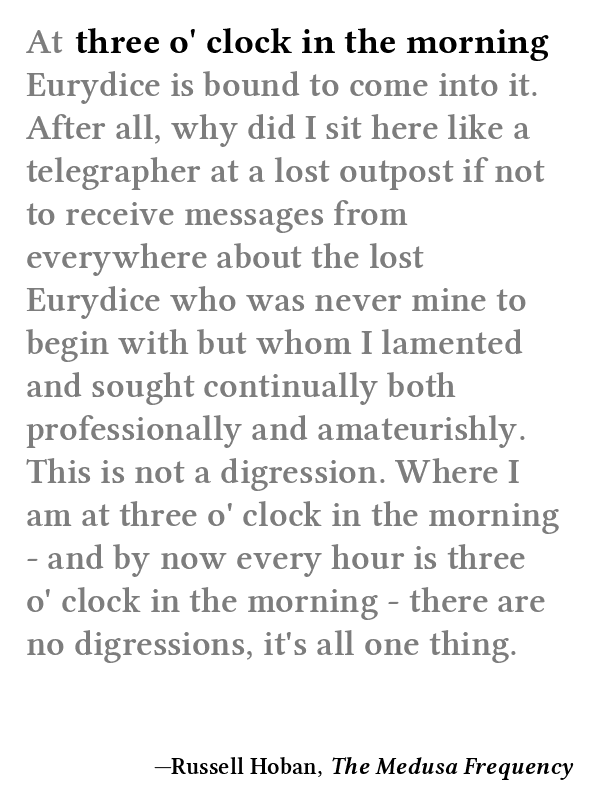 At three o' clock in the morning
Eurydice is bound to come into it.
After all, why did I sit here like a
telegrapher at a lost outpost if not
to receive messages from
everywhere about the lost
Eurydice who was never mine to
begin with but whom I lamented
and sought continually both
professionally and amateurishly.
This is not a digression. Where I
am at three o' clock in the morning
- and by now every hour is three
o' clock in the morning - there are
no digressions, it's all one thing.
—Russell Hoban, The Medusa Frequency